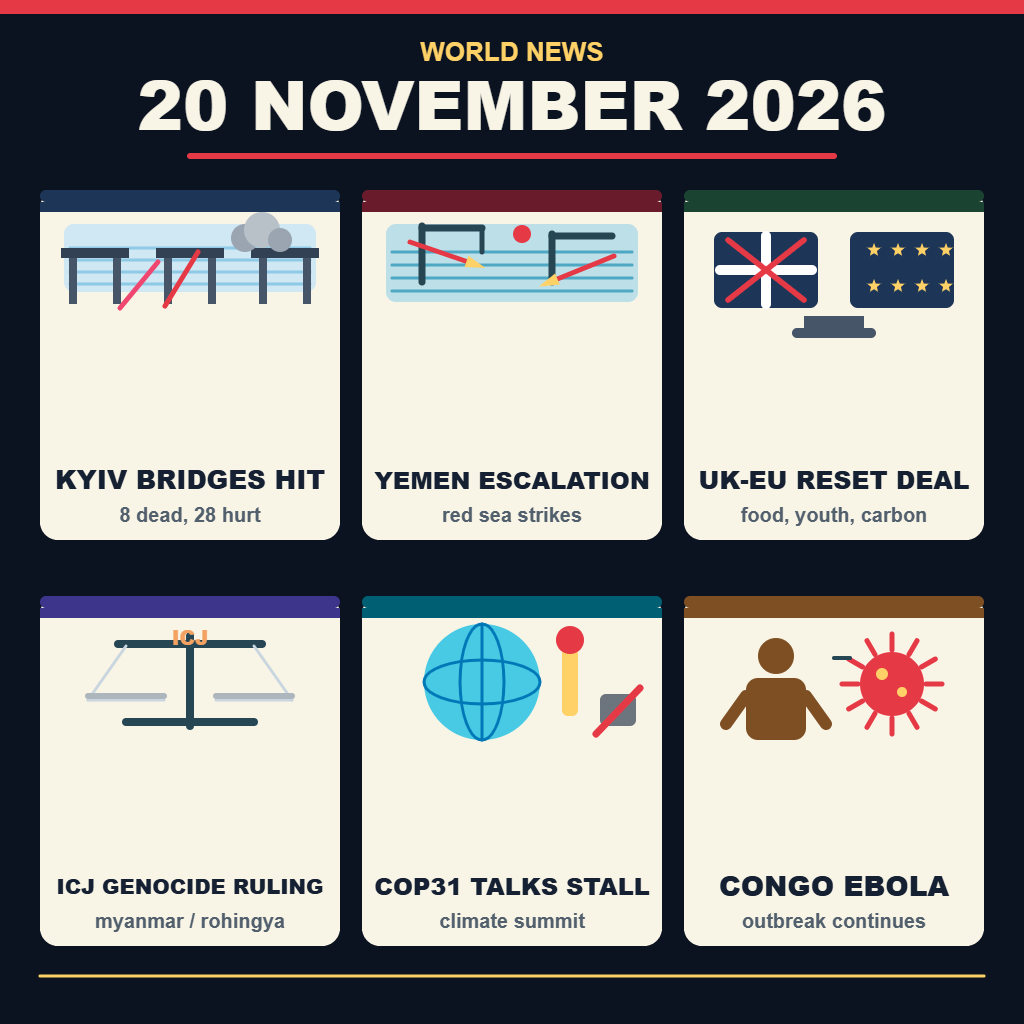 WORLD NEWS
20 NOVEMBER 2026
KYIV BRIDGES HIT
8 dead, 28 hurt
YEMEN ESCALATION
red sea strikes
UK-EU RESET DEAL
food, youth, carbon
ICJ
ICJ GENOCIDE RULING
myanmar / rohingya
COP31 TALKS STALL
climate summit
CONGO EBOLA
outbreak continues